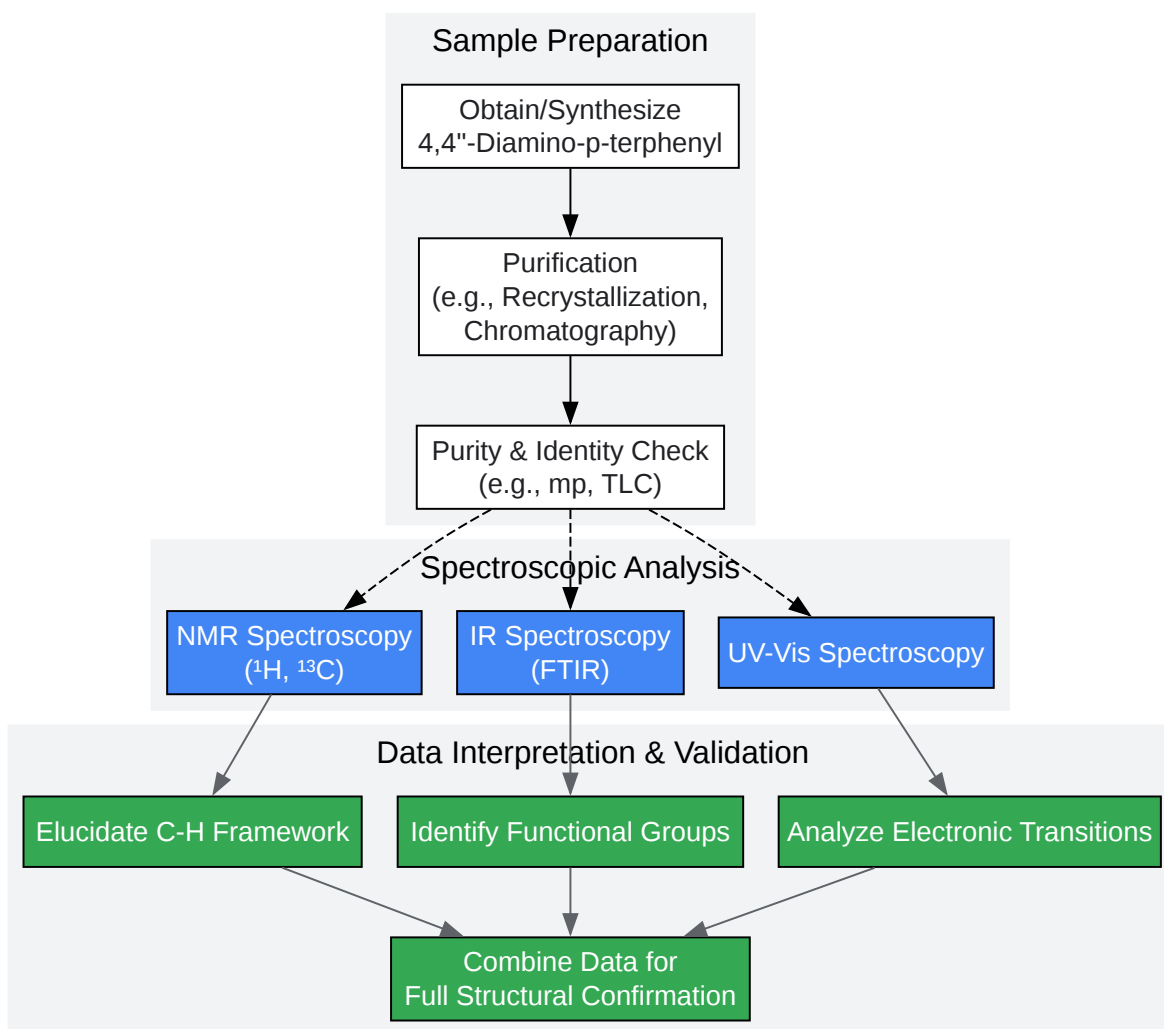 Sample Preparation
Obtain/Synthesize
4,4"-Diamino-p-terphenyl
Purification
(e.g., Recrystallization,
Chromatography)
Purity & Identity Check
(e.g., mp, TLC)
Spectroscopic Analysis
NMR Spectroscopy
(¹H, ¹³C)
IR Spectroscopy
(FTIR)
UV-Vis Spectroscopy
Data Interpretation & Validation
Elucidate C-H Framework
Identify Functional Groups
Analyze Electronic Transitions
Combine Data for
Full Structural Confirmation